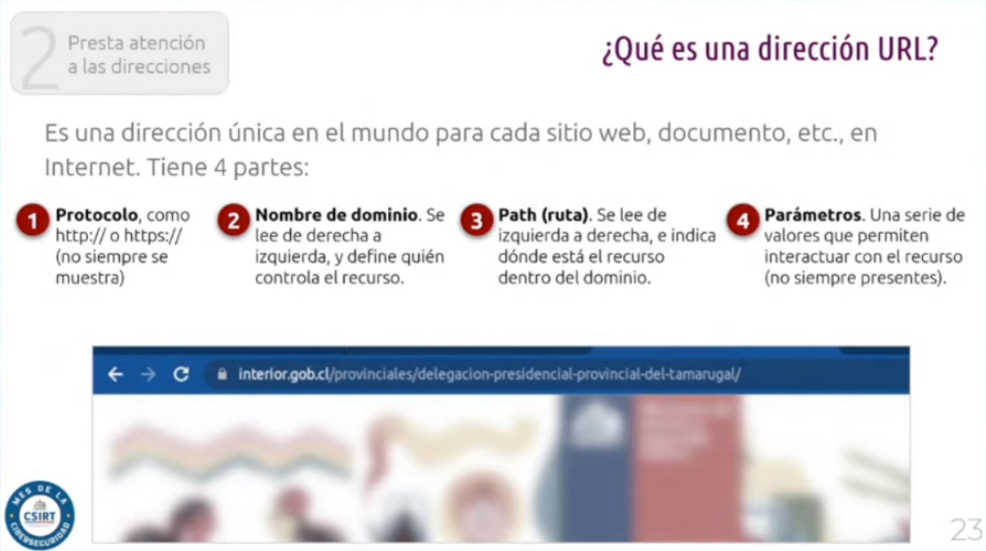 2
Presta atención
a las direcciones
¿Qué es una dirección URL?
Es una dirección única en el mundo para cada sitio web, documento, etc., en
Internet. Tiene 4 partes:
1
Protocolo, como
http:// o https://
(no siempre se
muestra)
2
Nombre de dominio. Se
lee de derecha a
izquierda, y define quién
controla el recurso.
3
Path (ruta). Se lee de
izquierda a derecha, e indica
dónde está el recurso
dentro del dominio.
4
Parámetros. Una serie de
valores que permiten
interactuar con el recurso
(no siempre presentes).
interior.gob.cl/provinciales/delegacion-presidencial-provincial-del-tamarugal/
MES DE LA
CSIRT
CIBERSEGURIDAD
23